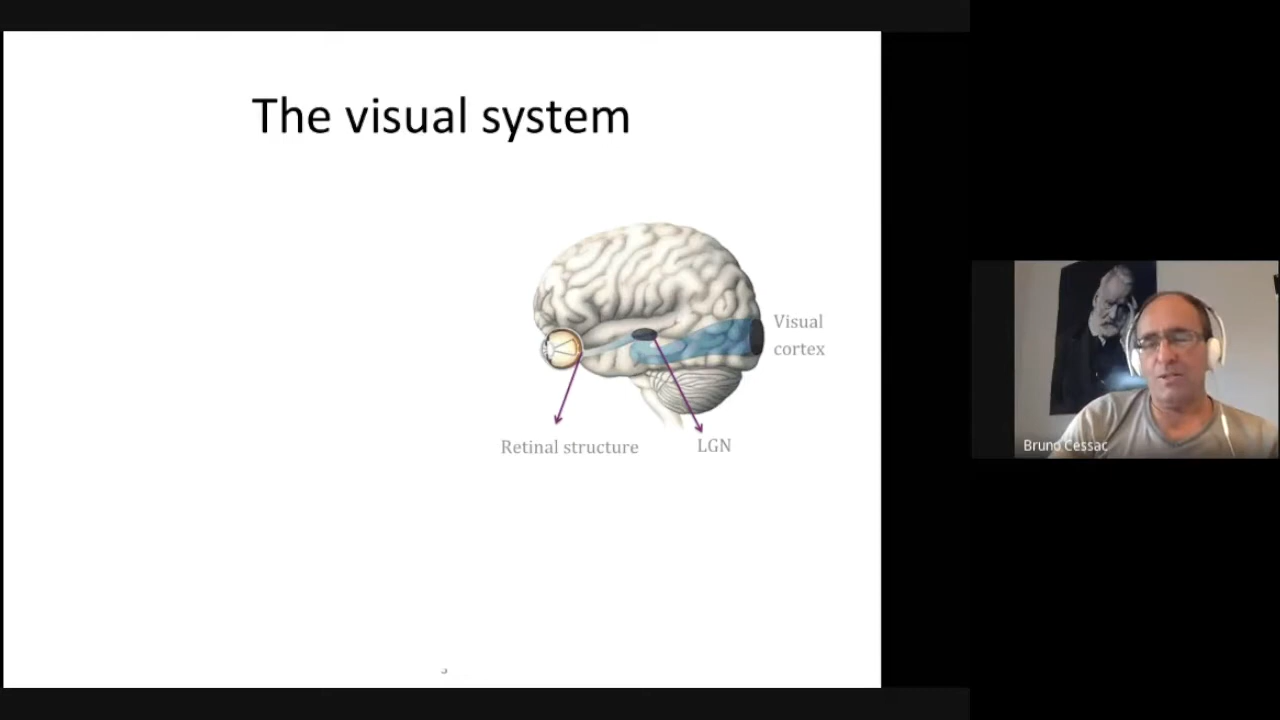 The visual system
Visual
cortex
Retinal structure
LGN
Bruno Cessac